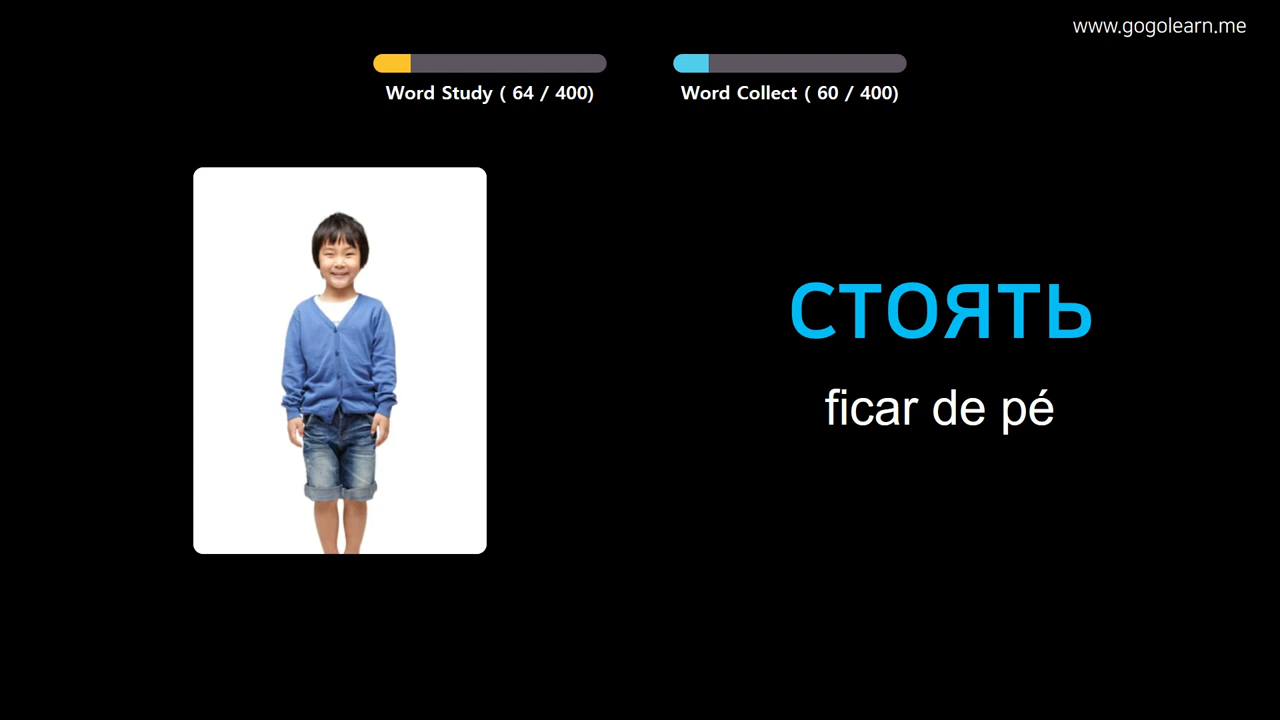 www.gogolearn.me
Word Study ( 64 / 400)
Word Collect ( 60 / 400)
стоять
ficar de pé